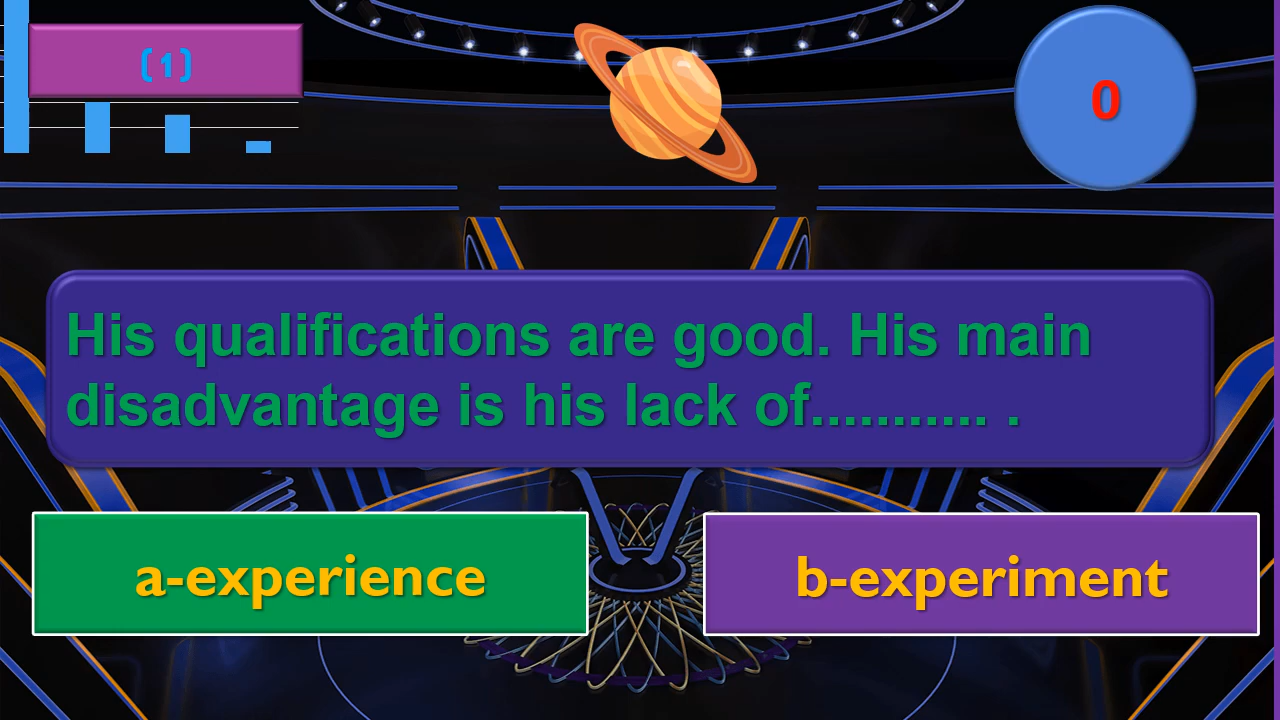 (1)
0
His qualifications are good. His main
disadvantage is his lack of........... .
a-experience
b-experiment